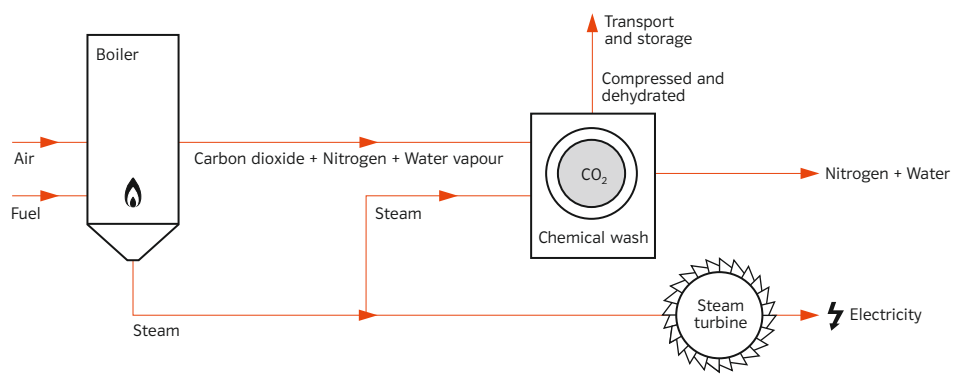 Transport
and storage
Boiler
Compressed and
dehydrated
Air
Carbon dioxide + Nitrogen + Water vapour
CO₂
Nitrogen + Water
Fuel
Steam
Chemical wash
Steam
turbine
Electricity
Steam